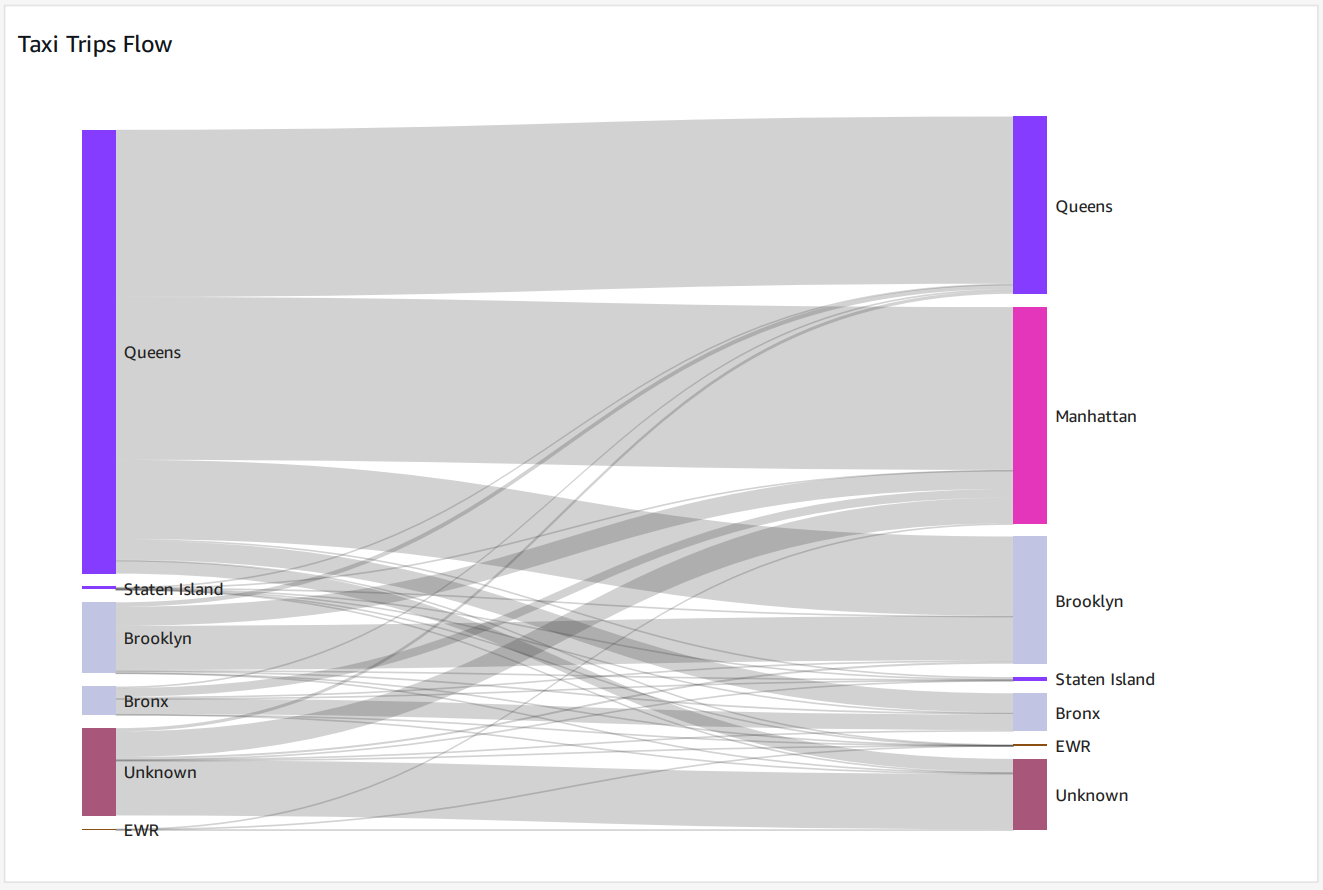 Taxi Trips Flow
Queens
Staten Island
Brooklyn
Bronx
Unknown
EWR
Queens
Manhattan
Brooklyn
Staten Island
Bronx
EWR
Unknown